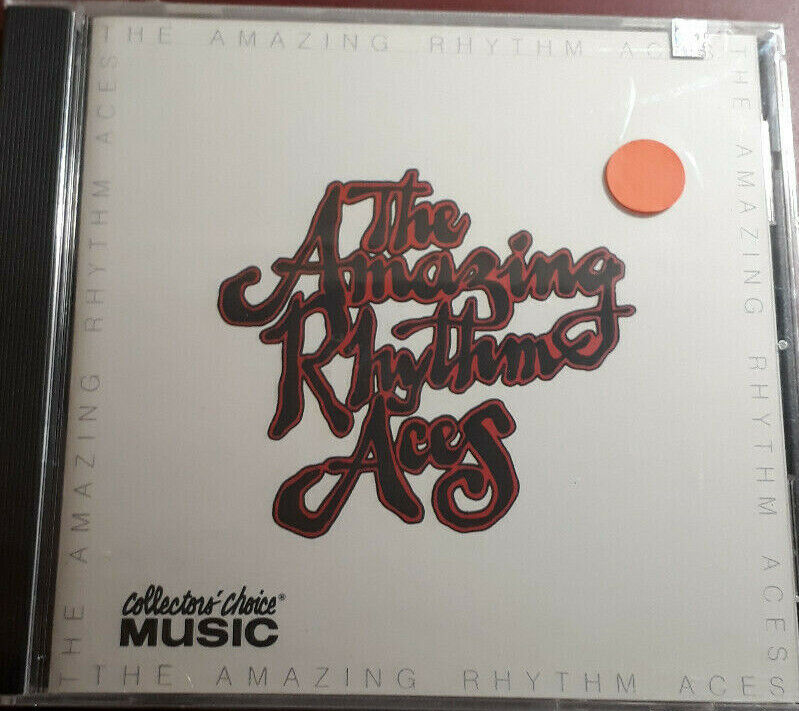 THE AMAZING RHYTHM ACES
THE AMAZING RHYTHM ACES
THE AMAZING RHYTHM ACES
The
Amazing
Rhythm
Aces
Collectors' Choice®
MUSIC
THE AMAZING RHYTHM ACES